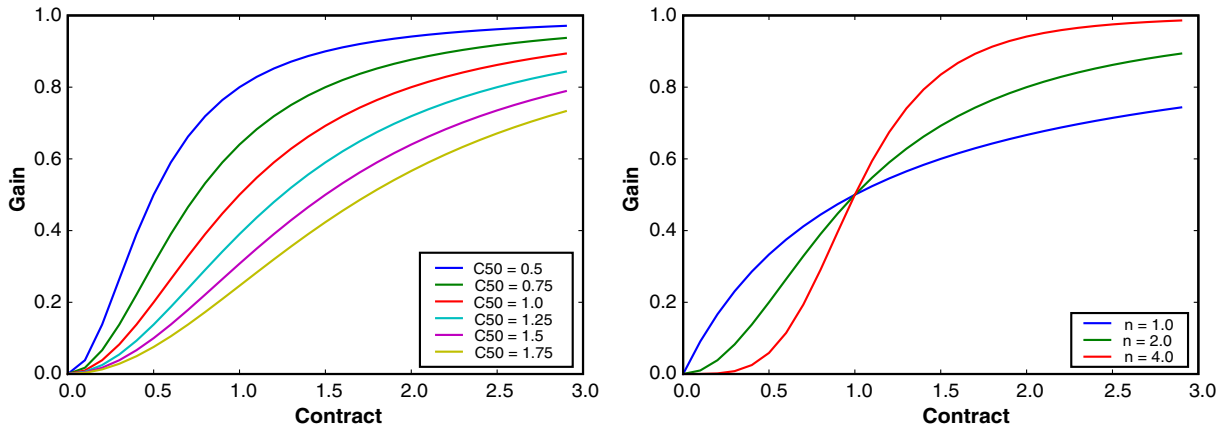 1.0
0.8
0.6
0.4
0.2
0.0
Gain
0.0 0.5 1.0 1.5 2.0 2.5 3.0
Contract
C50 = 0.5
C50 = 0.75
C50 = 1.0
C50 = 1.25
C50 = 1.5
C50 = 1.75
1.0
0.8
0.6
0.4
0.2
0.0
Gain
0.0 0.5 1.0 1.5 2.0 2.5 3.0
Contract
n = 1.0
n = 2.0
n = 4.0